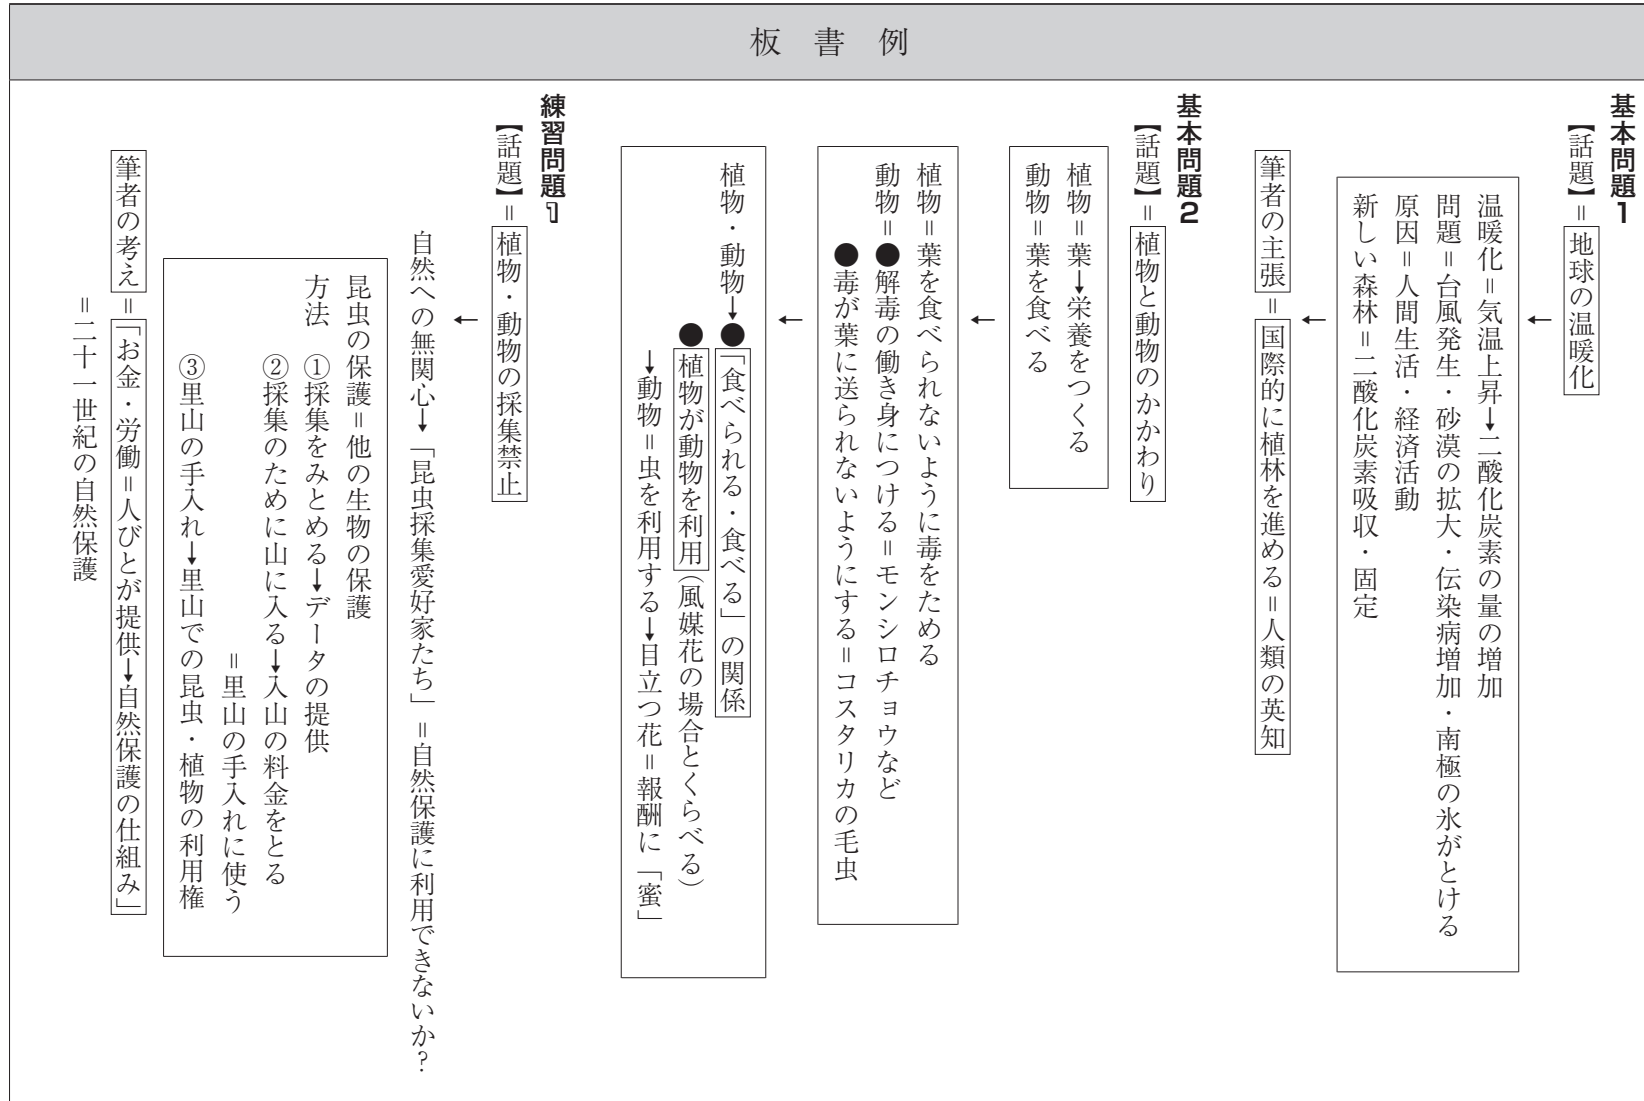 板書例
基本問題1
【話題】＝地球の温暖化
↓
温暖化＝気温上昇→二酸化炭素の量の増加
問題＝台風発生・砂漠の拡大・伝染病増加・南極の氷がとける
原因＝人間生活・経済活動
新しい森林＝二酸化炭素吸収・固定
↓
筆者の主張＝国際的に植林を進める＝人類の英知
基本問題2
【話題】＝植物と動物のかかわり
植物＝葉→栄養をつくる
動物＝葉を食べる
↓
植物＝葉を食べられないように毒をためる
動物＝●解毒の働き身につける＝モンシロチョウなど
●毒が葉に送られないようにする＝コスタリカの毛虫
↓
植物・動物→●「食べられる・食べる」の関係
●植物が動物を利用（風媒花の場合とくらべる）
→動物＝虫を利用する→目立つ花＝報酬に「蜜」
練習問題1
【話題】＝植物・動物の採集禁止
↓
自然への無関心→「昆虫採集愛好家たち」＝自然保護に利用できないか？
昆虫の保護＝他の生物の保護
方法　①採集をみとめる→データの提供
②採集のために山に入る→入山の料金をとる
＝里山の手入れに使う
③里山の手入れ→里山での昆虫・植物の利用権
筆者の考え＝「お金・労働＝人びとが提供→自然保護の仕組み」
＝二十一世紀の自然保護